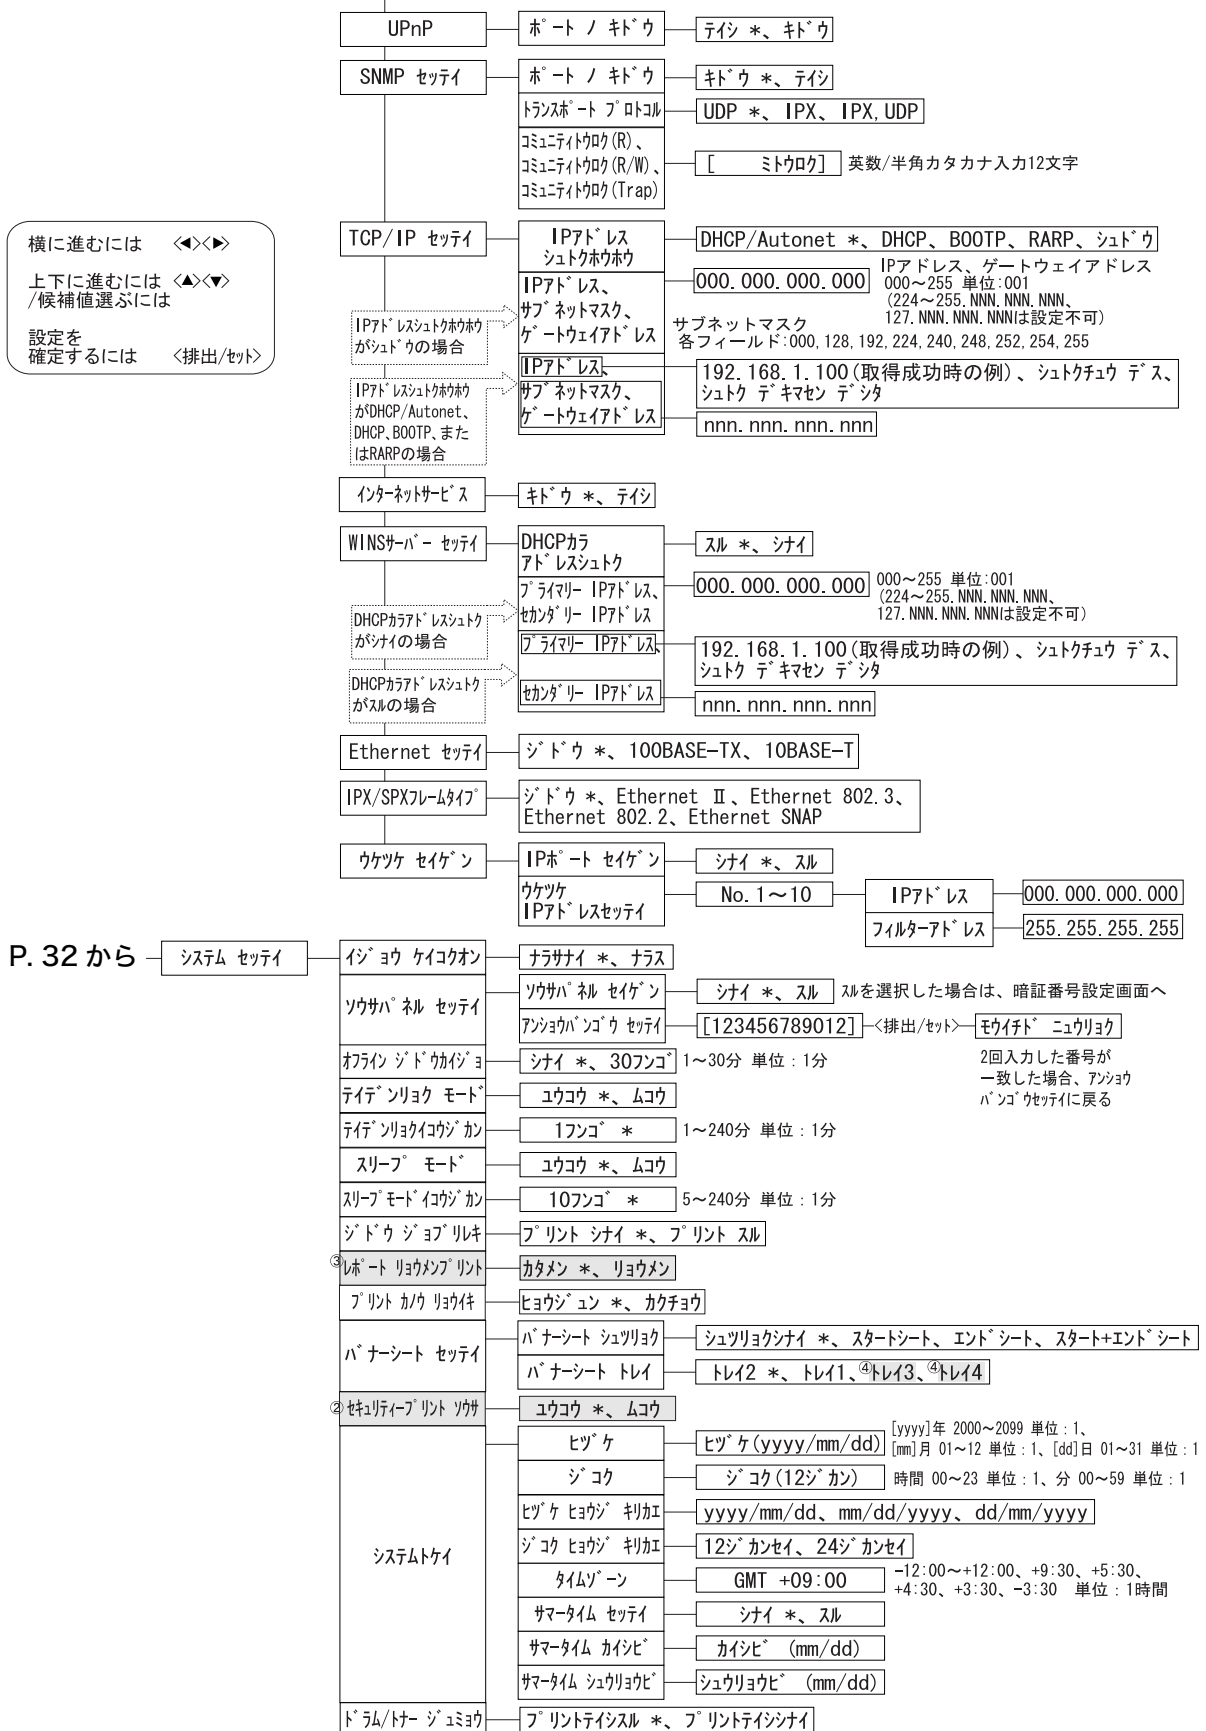 UPnP
ﾎﾟｰﾄ ﾉ ｷﾄﾞｳ
ﾃｲｼ *、ｷﾄﾞｳ
SNMP ｾｯﾃｲ
ﾎﾟｰﾄ ﾉ ｷﾄﾞｳ
ｷﾄﾞｳ *、ﾃｲｼ
ﾄﾗﾝｽﾎﾟｰﾄ ﾌﾟﾛﾄｺﾙ
UDP *、IPX、IPX,UDP
ｺﾐｭﾆﾃｨﾄｳﾛｸ(R)、
ｺﾐｭﾆﾃｨﾄｳﾛｸ(R/W)、
ｺﾐｭﾆﾃｨﾄｳﾛｸ(Trap)
[ ﾐﾄｳﾛｸ]
英数/半角カタカナ入力12文字
横に進むには 〈◀〉〈▶〉
上下に進むには 〈▲〉〈▼〉
/候補値選ぶには
設定を
確定するには 〈排出/ｾｯﾄ〉
TCP/IP ｾｯﾃｲ
IPｱﾄﾞﾚｽ
ｼｭﾄｸﾎｳﾎｳ
DHCP/Autonet *、DHCP、BOOTP、RARP、ｼｭﾄﾞｳ
IPｱﾄﾞﾚｽｼｭﾄｸﾎｳﾎｳ
がｼｭﾄﾞｳの場合
IPｱﾄﾞﾚｽ、
ｻﾌﾞﾈｯﾄﾏｽｸ、
ｹﾞｰﾄｳｪｲｱﾄﾞﾚｽ
000.000.000.000
IPアドレス、ゲートウェイアドレス
000～255 単位:001
(224～255.NNN.NNN.NNN、
127.NNN.NNN.NNNは設定不可)
サブネットマスク
各フィールド:000,128,192,224,240,248,252,254,255
IPｱﾄﾞﾚｽｼｭﾄｸﾎｳﾎｳ
がDHCP/Autonet、
DHCP、BOOTP、また
はRARPの場合
IPｱﾄﾞﾚｽ、
ｻﾌﾞﾈｯﾄﾏｽｸ、
ｹﾞｰﾄｳｪｲｱﾄﾞﾚｽ
192.168.1.100(取得成功時の例)、ｼｭﾄｸﾁｭｳ ﾃﾞｽ、
ｼｭﾄｸ ﾃﾞｷﾏｾﾝ ﾃﾞｼﾀ
nnn.nnn.nnn.nnn
ｲﾝﾀｰﾈｯﾄｻｰﾋﾞｽ
ｷﾄﾞｳ *、ﾃｲｼ
WINSｻｰﾊﾞｰ ｾｯﾃｲ
DHCPｶﾗ
ｱﾄﾞﾚｽｼｭﾄｸ
ｽﾙ *、ｼﾅｲ
DHCPｶﾗｱﾄﾞﾚｽｼｭﾄｸ
がｼﾅｲの場合
ﾌﾟﾗｲﾏﾘｰ IPｱﾄﾞﾚｽ、
ｾｶﾝﾀﾞﾘｰ IPｱﾄﾞﾚｽ
000.000.000.000
000～255 単位:001
(224～255.NNN.NNN.NNN、
127.NNN.NNN.NNNは設定不可)
DHCPｶﾗｱﾄﾞﾚｽｼｭﾄｸ
がｽﾙの場合
ﾌﾟﾗｲﾏﾘｰ IPｱﾄﾞﾚｽ、
192.168.1.100(取得成功時の例)、ｼｭﾄｸﾁｭｳ ﾃﾞｽ、
ｼｭﾄｸ ﾃﾞｷﾏｾﾝ ﾃﾞｼﾀ
ｾｶﾝﾀﾞﾘｰ IPｱﾄﾞﾚｽ
nnn.nnn.nnn.nnn
Ethernet ｾｯﾃｲ
ｼﾞﾄﾞｳ *、100BASE-TX、10BASE-T
IPX/SPXﾌﾚｰﾑﾀｲﾌﾟ
ｼﾞﾄﾞｳ *、Ethernet Ⅱ、Ethernet 802.3、
Ethernet 802.2、Ethernet SNAP
ｳｹﾂｹ ｾｲｹﾞﾝ
IPﾎﾟｰﾄ ｾｲｹﾞﾝ
ｼﾅｲ *、ｽﾙ
ｳｹﾂｹ
IPｱﾄﾞﾚｽｾｯﾃｲ
No.1～10
IPｱﾄﾞﾚｽ
000.000.000.000
ﾌｨﾙﾀｰｱﾄﾞﾚｽ
255.255.255.255
P. 32 から
ｼｽﾃﾑ ｾｯﾃｲ
ｲｼﾞｮｳ ｹｲｺｸｵﾝ
ﾅﾗｻﾅｲ *、ﾅﾗｽ
ｿｳｻﾊﾟﾈﾙ ｾｯﾃｲ
ｿｳｻﾊﾟﾈﾙ ｾｲｹﾞﾝ
ｼﾅｲ *、ｽﾙ
ｽﾙを選択した場合は、暗証番号設定画面へ
ｱﾝｼｮｳﾊﾞﾝｺﾞｳ ｾｯﾃｲ
[123456789012]
〈排出/ｾｯﾄ〉
ﾓｳｲﾁﾄﾞ ﾆｭｳﾘｮｸ
2回入力した番号が
一致した場合、ｱﾝｼｮｳ
ﾊﾞﾝｺﾞｳｾｯﾃｲに戻る
ｵﾌﾗｲﾝ ｼﾞﾄﾞｳｶｲｼﾞｮ
ｼﾅｲ *、30ﾌﾝｺﾞ
1～30分 単位：1分
ﾃｲﾃﾞﾝﾘｮｸ ﾓｰﾄﾞ
ﾕｳｺｳ *、ﾑｺｳ
ﾃｲﾃﾞﾝﾘｮｸｲｺｳｼﾞｶﾝ
1ﾌﾝｺﾞ *
1～240分 単位：1分
ｽﾘｰﾌﾟ ﾓｰﾄﾞ
ﾕｳｺｳ *、ﾑｺｳ
ｽﾘｰﾌﾟﾓｰﾄﾞｲｺｳｼﾞｶﾝ
10ﾌﾝｺﾞ *
5～240分 単位：1分
ｼﾞﾄﾞｳ ｼﾞｮﾌﾞﾘﾚｷ
ﾌﾟﾘﾝﾄ ｼﾅｲ *、ﾌﾟﾘﾝﾄ ｽﾙ
③ﾚﾎﾟｰﾄ ﾘｮｳﾒﾝﾌﾟﾘﾝﾄ
ｶﾀﾒﾝ *、ﾘｮｳﾒﾝ
ﾌﾟﾘﾝﾄ ｶﾉｳ ﾘｮｳｲｷ
ﾋｮｳｼﾞｭﾝ *、ｶｸﾁｮｳ
ﾊﾞﾅｰｼｰﾄ ｾｯﾃｲ
ﾊﾞﾅｰｼｰﾄ ｼｭﾂﾘｮｸ
ｼｭﾂﾘｮｸｼﾅｲ *、ｽﾀｰﾄｼｰﾄ、ｴﾝﾄﾞｼｰﾄ、ｽﾀｰﾄ+ｴﾝﾄﾞｼｰﾄ
ﾊﾞﾅｰｼｰﾄ ﾄﾚｲ
ﾄﾚｲ2 *、ﾄﾚｲ1、④ﾄﾚｲ3、④ﾄﾚｲ4
②ｾｷｭﾘﾃｨｰﾌﾟﾘﾝﾄ ｿｳｻ
ﾕｳｺｳ *、ﾑｺｳ
ｼｽﾃﾑﾄｹｲ
ﾋﾂﾞｹ
ﾋﾂﾞｹ(yyyy/mm/dd)
[yyyy]年 2000～2099 単位：1、
[mm]月 01～12 単位：1、[dd]日 01～31 単位：1
ｼﾞｺｸ
ｼﾞｺｸ(12ｼﾞｶﾝ)
時間 00～23 単位：1、分 00～59 単位：1
ﾋﾂﾞｹ ﾋｮｳｼﾞ ｷﾘｶｴ
yyyy/mm/dd、mm/dd/yyyy、dd/mm/yyyy
ｼﾞｺｸ ﾋｮｳｼﾞ ｷﾘｶｴ
12ｼﾞｶﾝｾｲ、24ｼﾞｶﾝｾｲ
ﾀｲﾑｿﾞｰﾝ
GMT +09:00
-12:00～+12:00、+9:30、+5:30、
+4:30、+3:30、-3:30 単位：1時間
ｻﾏｰﾀｲﾑ ｾｯﾃｲ
ｼﾅｲ *、ｽﾙ
ｻﾏｰﾀｲﾑ ｶｲｼﾋﾞ
ｶｲｼﾋﾞ (mm/dd)
ｻﾏｰﾀｲﾑ ｼｭｳﾘｮｳﾋﾞ
ｼｭｳﾘｮｳﾋﾞ (mm/dd)
ﾄﾞﾗﾑ/ﾄﾅｰ ｼﾞｭﾐｮｳ
ﾌﾟﾘﾝﾄﾃｲｼｽﾙ *、ﾌﾟﾘﾝﾄﾃｲｼｼﾅｲ